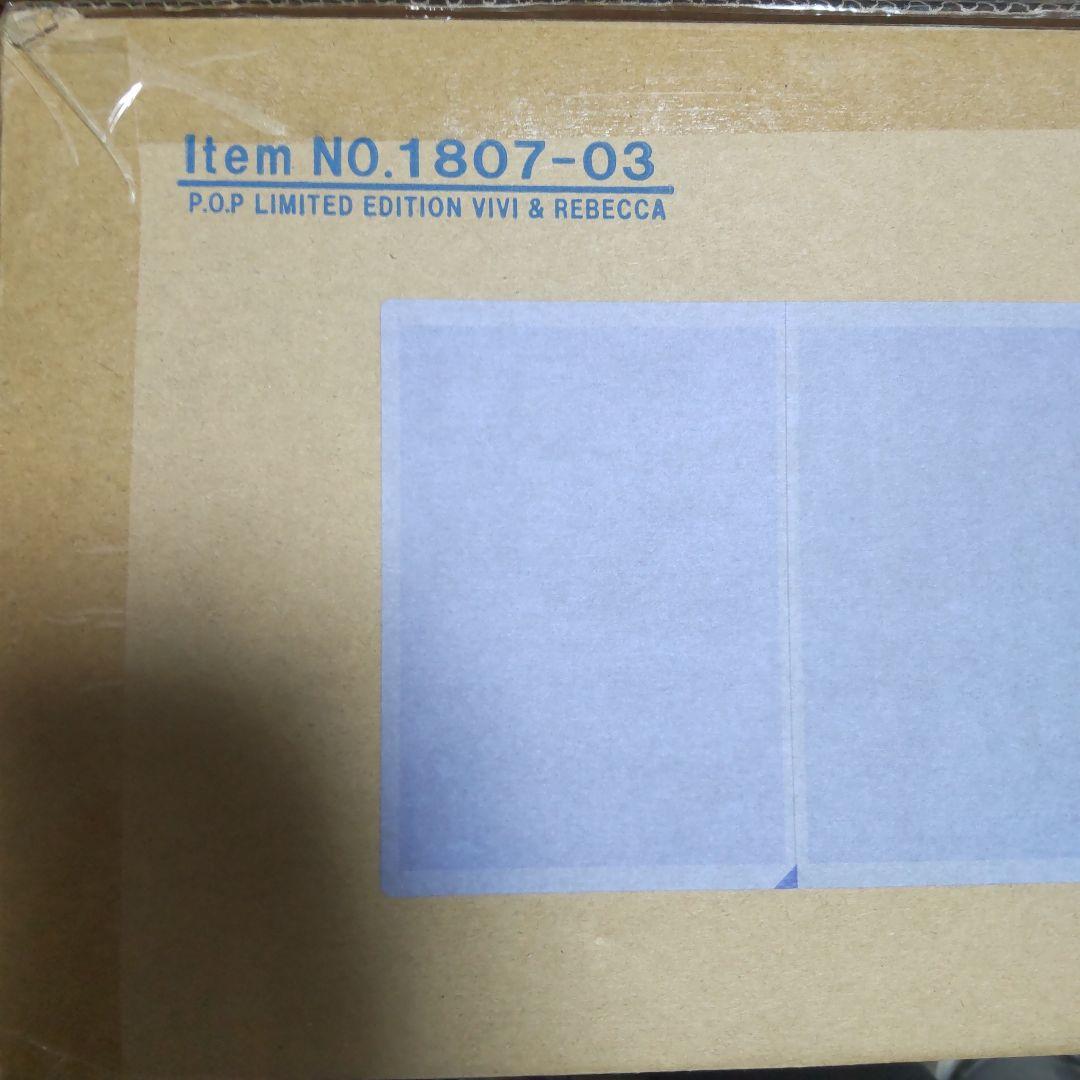 Item NO.1807-03
P.O.P LIMITED EDITION VIVI & REBECCA